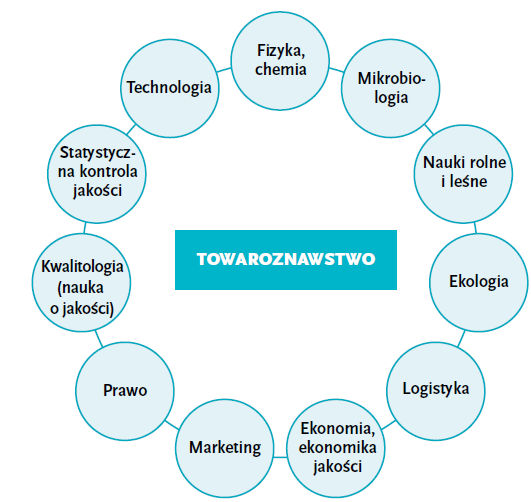 Fizyka,
chemia
Mikrobio-
logia
Nauki rolne
i leśne
Ekologia
Logistyka
Ekonomia,
ekonomika
jakości
Marketing
Prawo
Kwalitologia
(nauka
o jakości)
Statystycz-
na kontrola
jakości
Technologia
TOWAROZNAWSTWO